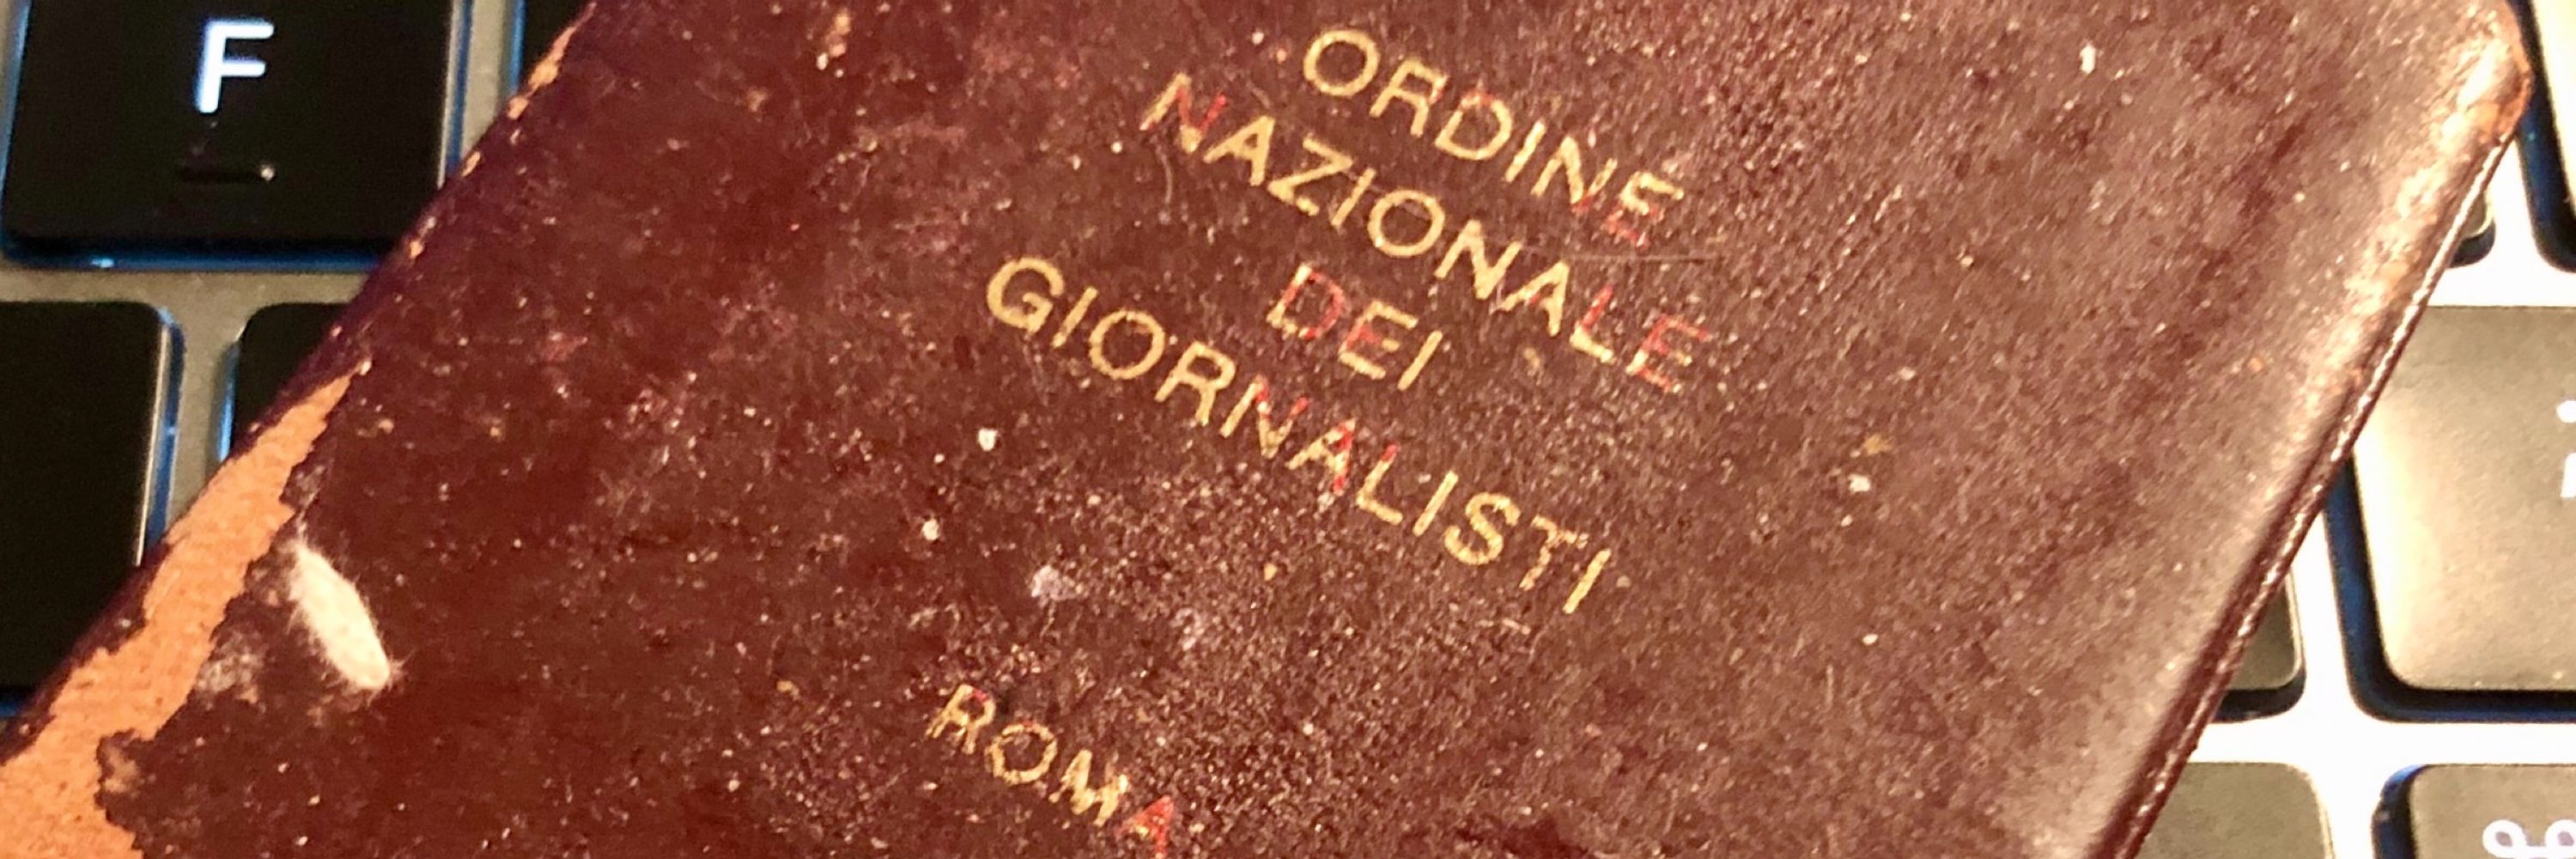 F
ORDINE
NAZIONALE
DEI
GIORNALISTI
ROMA
⌘